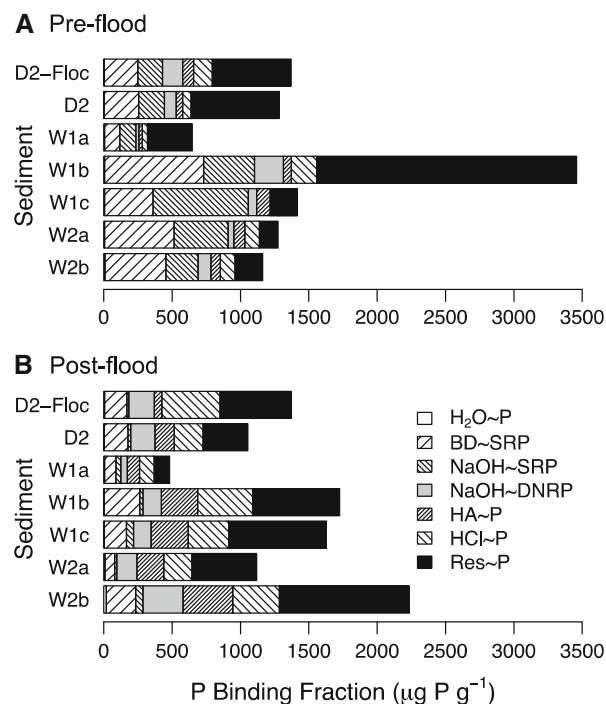 A Pre-flood
Sediment
D2–Floc
D2
W1a
W1b
W1c
W2a
W2b
0 500 1000 1500 2000 2500 3000 3500
B Post-flood
Sediment
D2–Floc
D2
W1a
W1b
W1c
W2a
W2b
H₂O~P
BD~SRP
NaOH~SRP
NaOH~DNRP
HA~P
HCl~P
Res~P
0 500 1000 1500 2000 2500 3000 3500
P Binding Fraction (μg P g⁻¹)